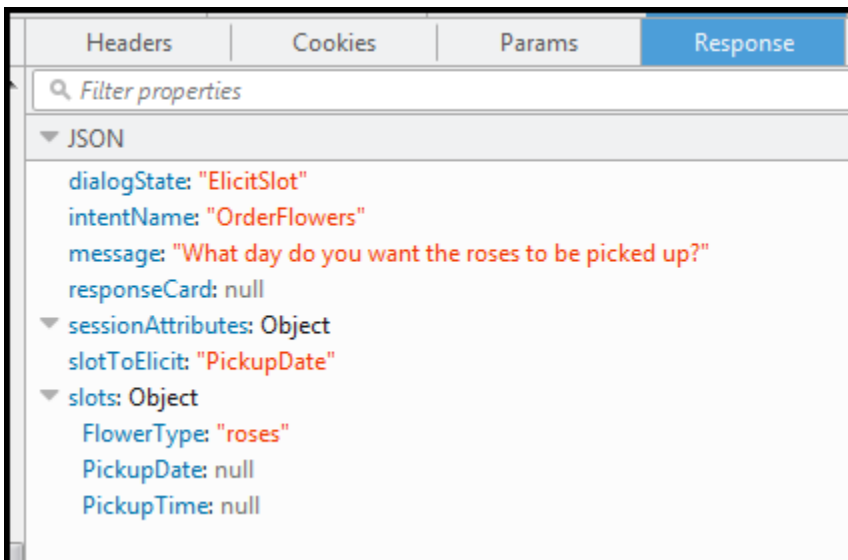 Headers Cookies Params Response
Filter properties
JSON
dialogState: "ElicitSlot"
intentName: "OrderFlowers"
message: "What day do you want the roses to be picked up?"
responseCard: null
sessionAttributes: Object
slotToElicit: "PickupDate"
slots: Object
FlowerType: "roses"
PickupDate: null
PickupTime: null